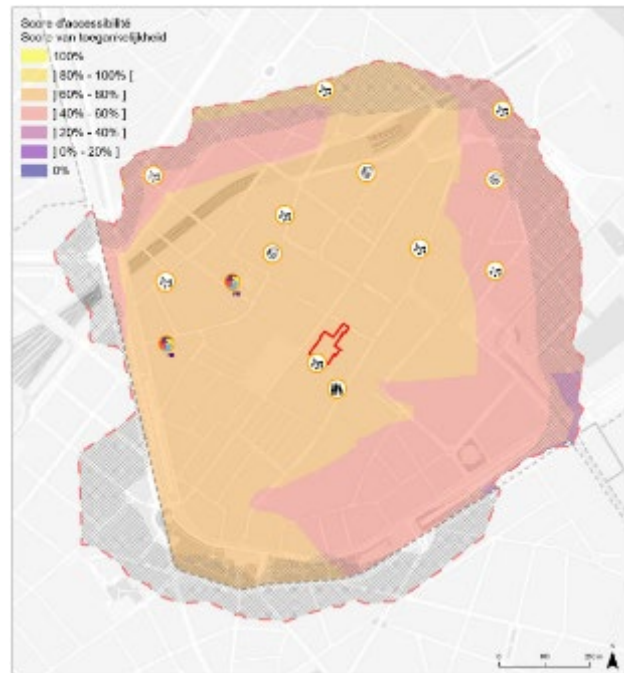 Score d'accessibilité
Score van toegankelijkheid
100%
] 80% - 100% [
] 60% - 80% ]
] 40% - 60% ]
] 20% - 40% ]
] 0% - 20% ]
0%